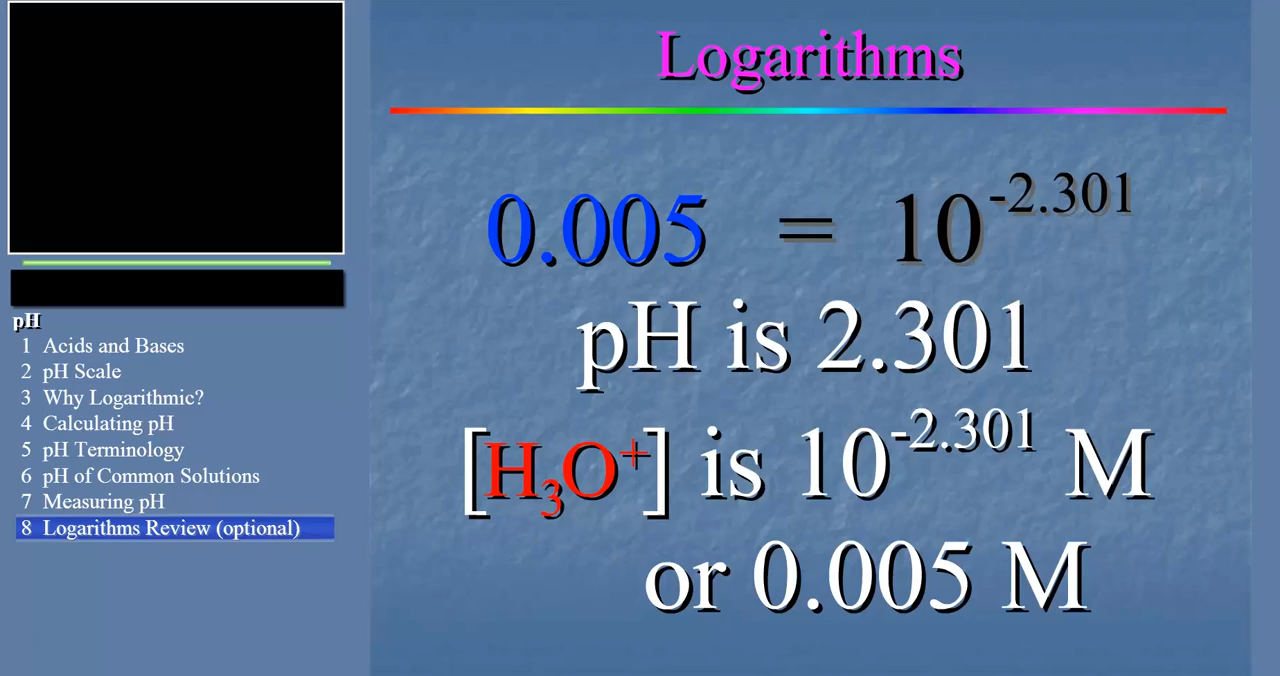 pH
1 Acids and Bases
2 pH Scale
3 Why Logarithmic?
4 Calculating pH
5 pH Terminology
6 pH of Common Solutions
7 Measuring pH
8 Logarithms Review (optional)
Logarithms
0.005 = 10⁻²·³⁰¹
pH is 2.301
[H₃O⁺] is 10⁻²·³⁰¹ M
or 0.005 M